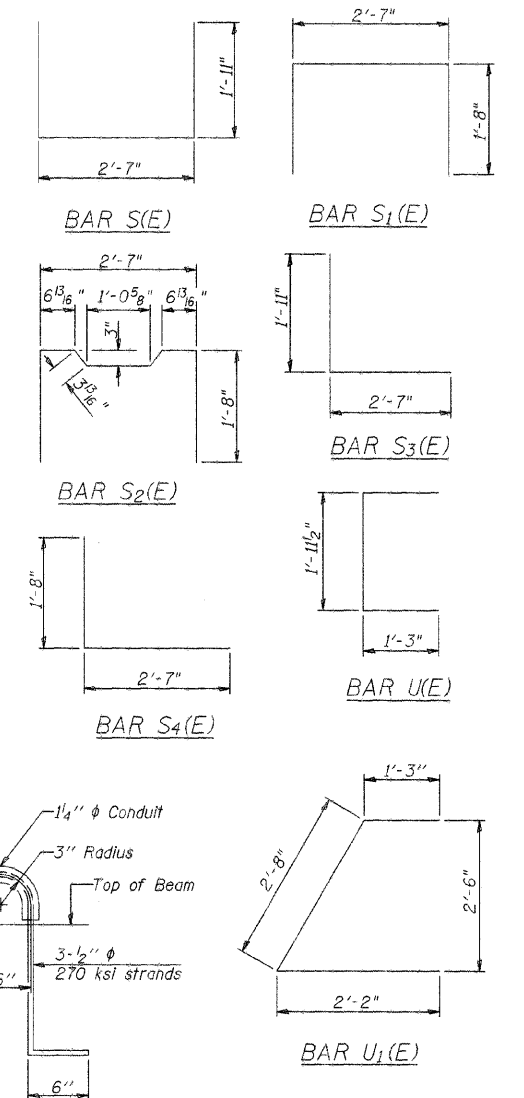 1'-11"
2'-7"
BAR S(E)
2'-7"
1'-8"
BAR S1(E)
2'-7"
6 13/16" 1'-0 5/8" 6 13/16"
3"
3 13/16"
1'-8"
BAR S2(E)
1'-11"
2'-7"
BAR S3(E)
1'-8"
2'-7"
BAR S4(E)
1'-11 1/2"
1'-3"
BAR U(E)
1 1/4" ϕ Conduit
3" Radius
Top of Beam
3-1/2" ϕ
270 ksi strands
6"
1'-3"
2'-8"
2'-6"
2'-2"
BAR U1(E)